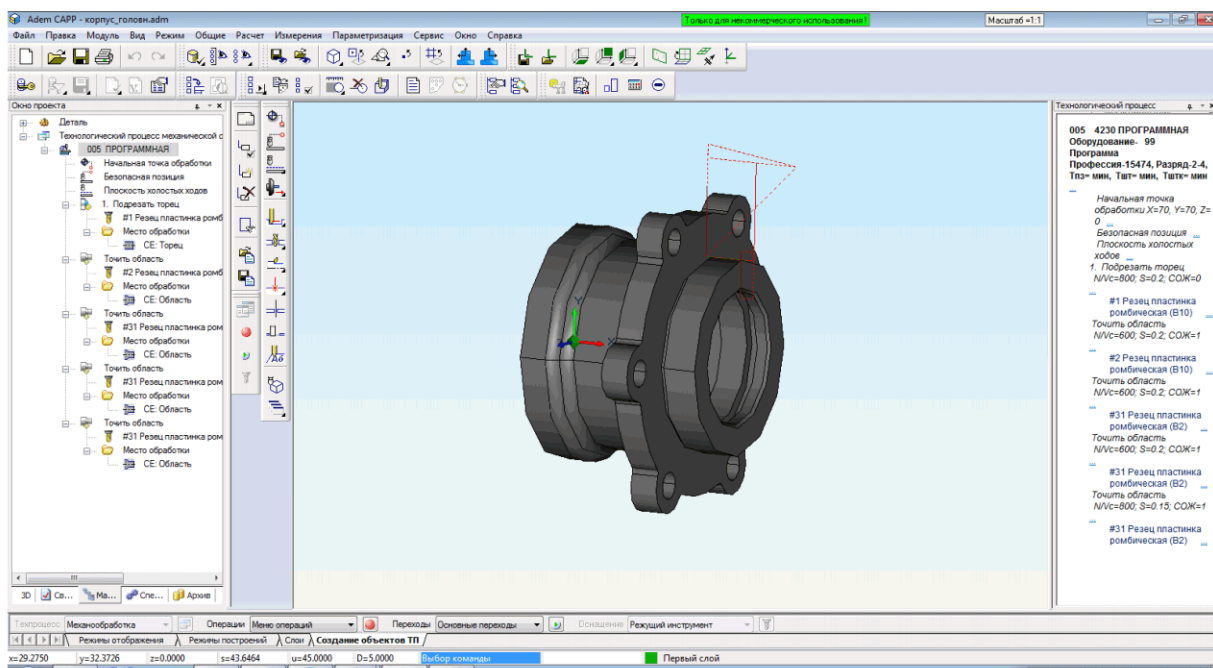 Adem CAPP - корпус_головн.adm
Только для некоммерческого использования!
Масштаб =1:1
Файл Правка Модуль Вид Режим Общие Расчет Измерения Параметризация Сервис Окно Справка
Окно проекта
Деталь
Технологический процесс механической о
005 ПРОГРАММНАЯ
Начальная точка обработки
Безопасная позиция
Плоскость холостых ходов
1. Подрезать торец
#1 Резец пластинка ромб
Место обработки
СЕ: Торец
Точить область
#2 Резец пластинка ромб
Место обработки
СЕ: Область
Точить область
#31 Резец пластинка ром
Место обработки
СЕ: Область
Точить область
#31 Резец пластинка ром
Место обработки
СЕ: Область
Точить область
#31 Резец пластинка ром
Место обработки
СЕ: Область
3D Св... Ма... Спе... Архив
Y
X
Z
Технологический процесс
005 4230 ПРОГРАММНАЯ
Оборудование- 99
Программа
Профессия-15474, Разряд-2-4,
Тпз= мин, Тшт= мин, Тштк= мин
...
Начальная точка
обработки X=70, Y=70, Z=
0 ...
Безопасная позиция ...
Плоскость холостых
ходов ...
1. Подрезать торец
N/Vc=800; S=0.2; СОЖ=0
...
#1 Резец пластинка
ромбическая (В10) ...
Точить область
N/Vc=600; S=0.2; СОЖ=1
...
#2 Резец пластинка
ромбическая (В10) ...
Точить область
N/Vc=600; S=0.2; СОЖ=1
...
#31 Резец пластинка
ромбическая (В2) ...
Точить область
N/Vc=600; S=0.2; СОЖ=1
...
#31 Резец пластинка
ромбическая (В2) ...
Точить область
N/Vc=800; S=0.15; СОЖ=1
...
#31 Резец пластинка
ромбическая (В2) ...
Техпроцесс Механообработка Операции Меню операций Переходы Основные переходы Оснащение Режущий инструмент
Режимы отображения Режимы построений Слои Создание объектов ТП
x=29.2750 y=32.3726 z=0.0000 s=43.6464 u=45.0000 D=5.0000 Выбор команды Первый слой